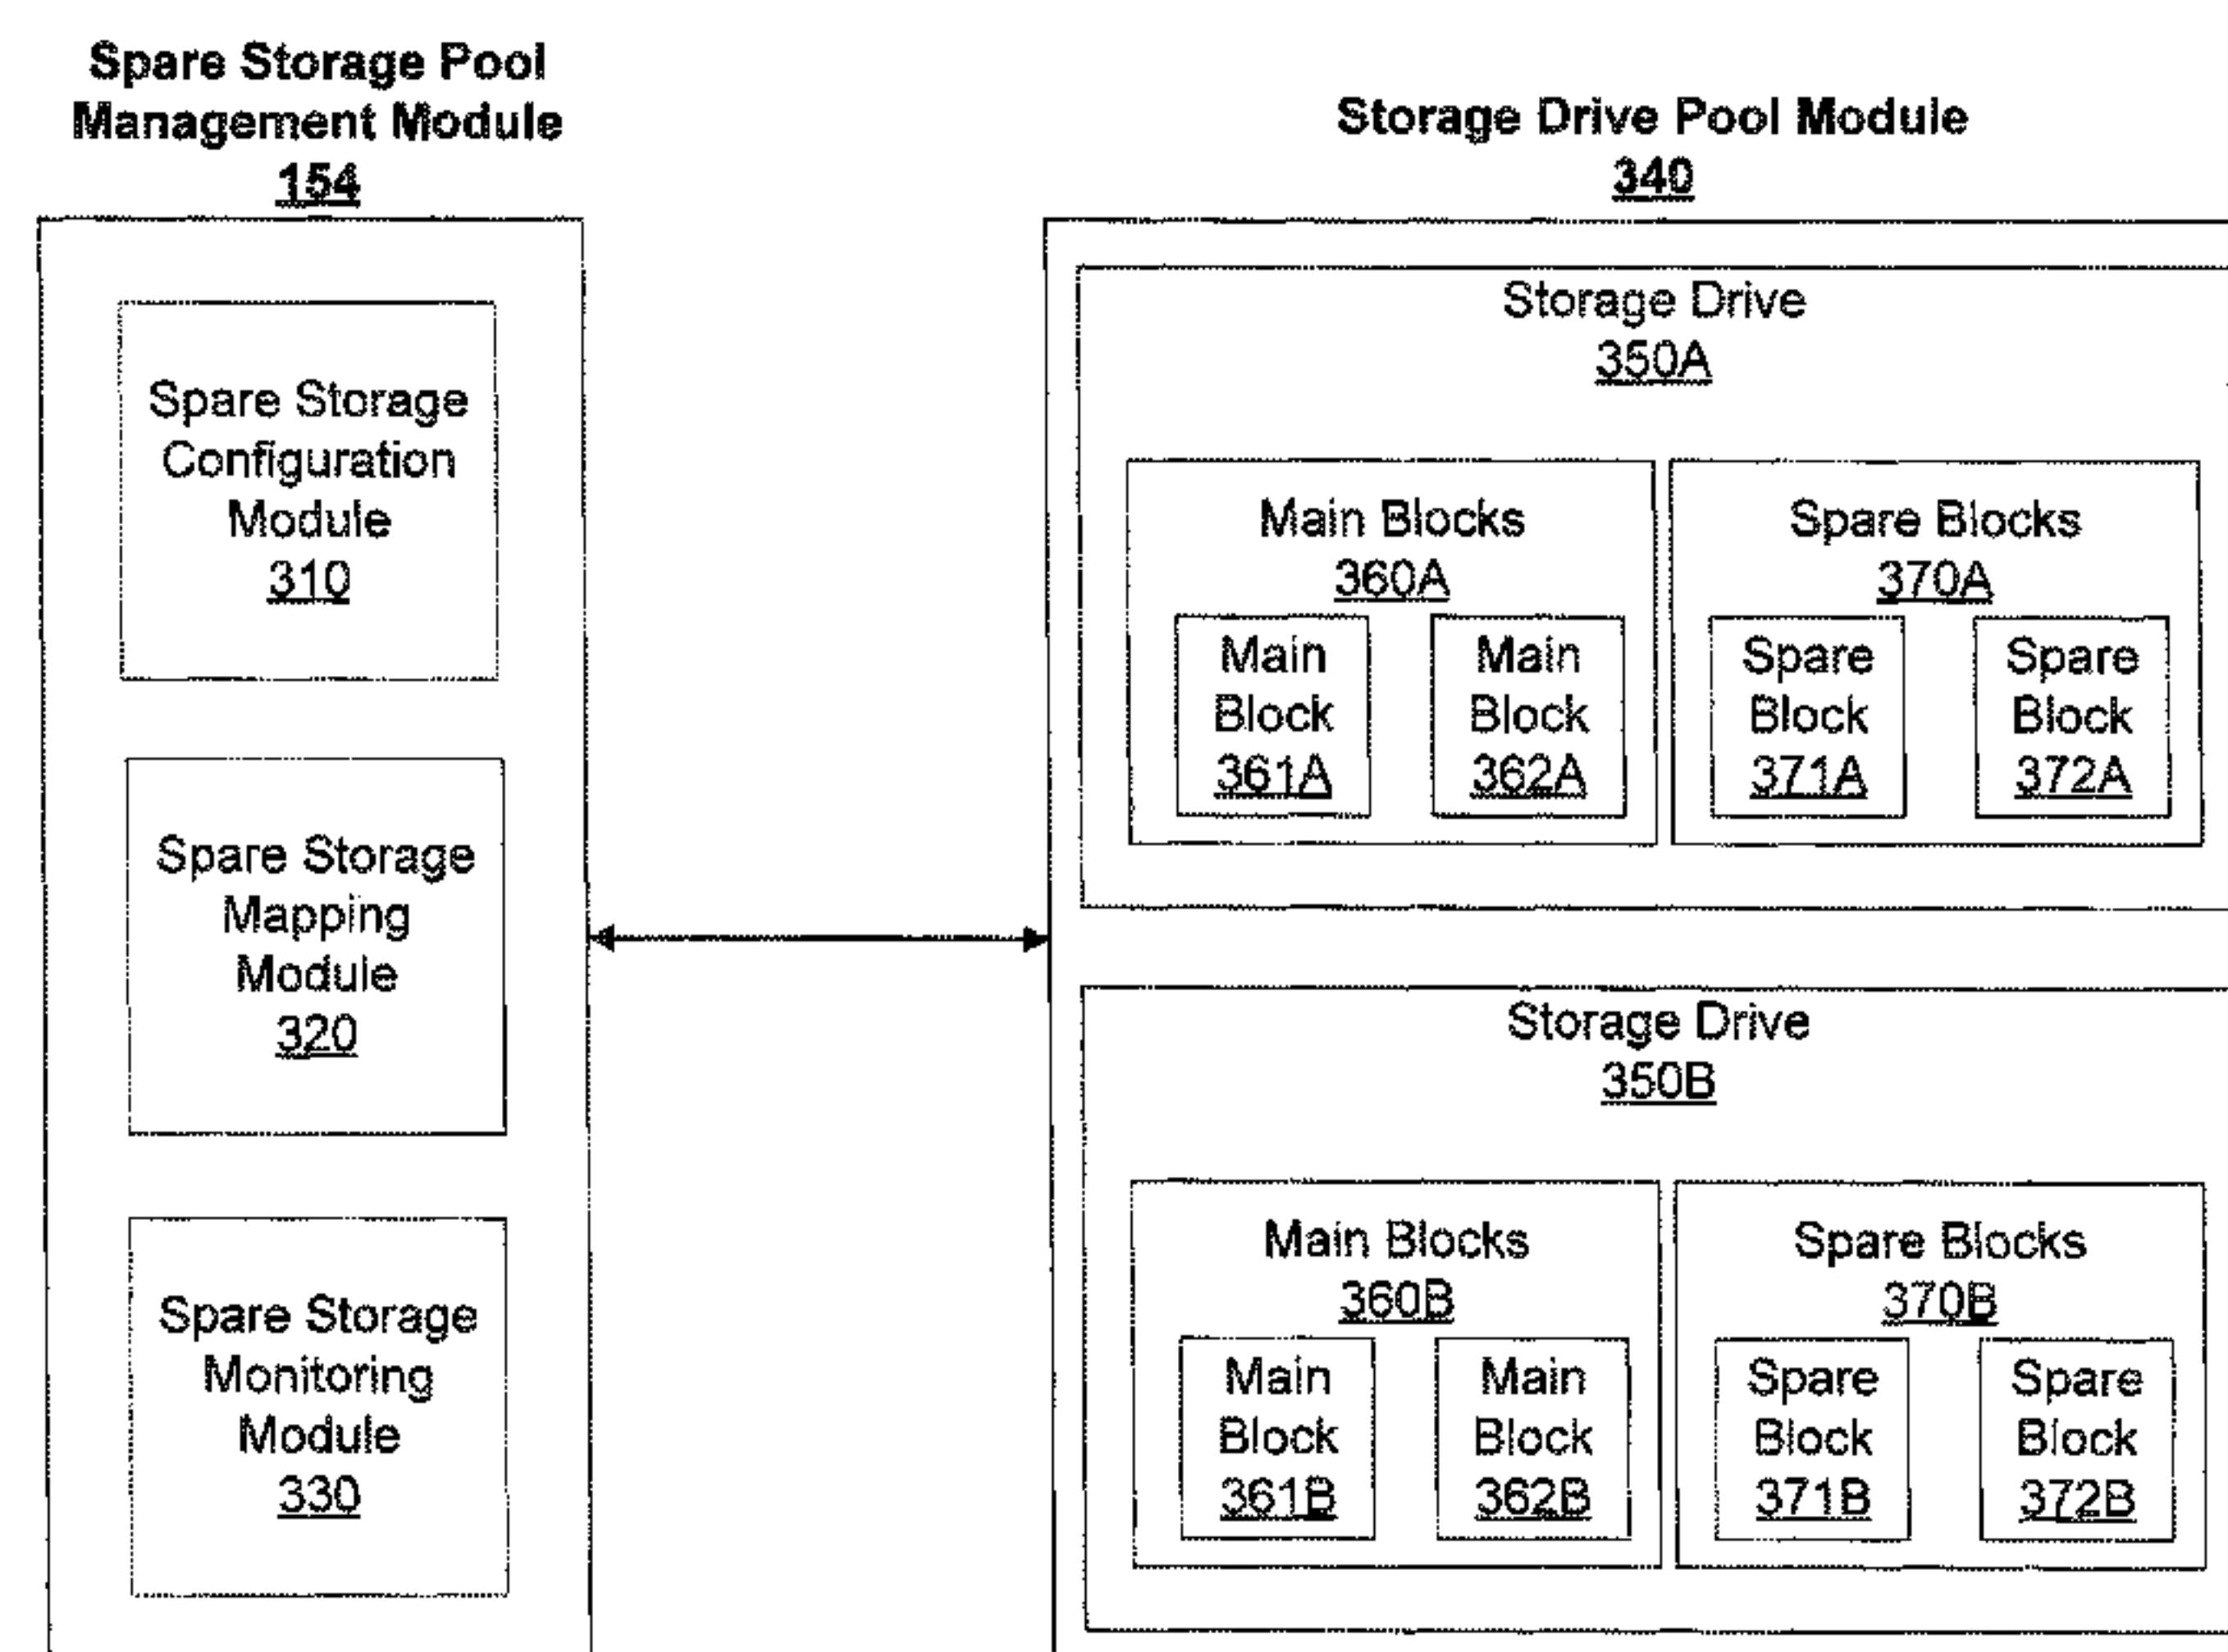 Spare Storage Pool
Management Module
154
Spare Storage
Configuration
Module
310
Spare Storage
Mapping
Module
320
Spare Storage
Monitoring
Module
330
Storage Drive Pool Module
340
Storage Drive
350A
Main Blocks
360A
Main
Block
361A
Main
Block
362A
Spare Blocks
370A
Spare
Block
371A
Spare
Block
372A
Storage Drive
350B
Main Blocks
360B
Main
Block
361B
Main
Block
362B
Spare Blocks
370B
Spare
Block
371B
Spare
Block
372B